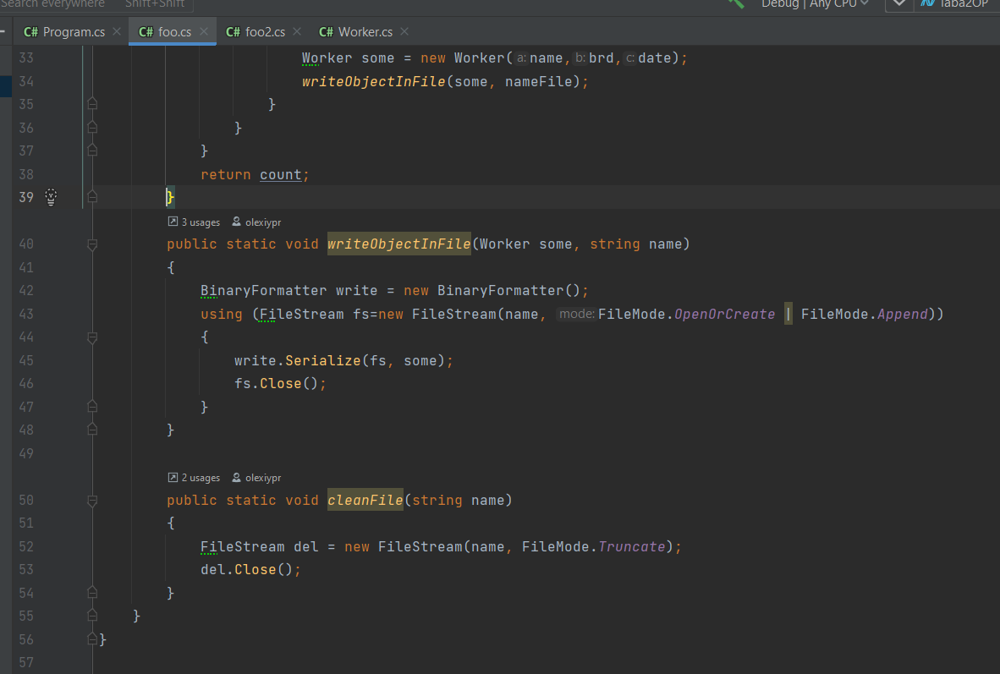 Search everywhere Shift+Shift Debug | Any CPU laba2OP
C# Program.cs C# foo.cs C# foo2.cs C# Worker.cs
33 Worker some = new Worker(a:name,b:brd,c:date);
34 writeObjectInFile(some, nameFile);
35 }
36 }
37 }
38 return count;
39 }
3 usages olexiypr
40 public static void writeObjectInFile(Worker some, string name)
41 {
42 BinaryFormatter write = new BinaryFormatter();
43 using (FileStream fs=new FileStream(name, mode:FileMode.OpenOrCreate | FileMode.Append))
44 {
45 write.Serialize(fs, some);
46 fs.Close();
47 }
48 }
49
2 usages olexiypr
50 public static void cleanFile(string name)
51 {
52 FileStream del = new FileStream(name, FileMode.Truncate);
53 del.Close();
54 }
55 }
56 }
57